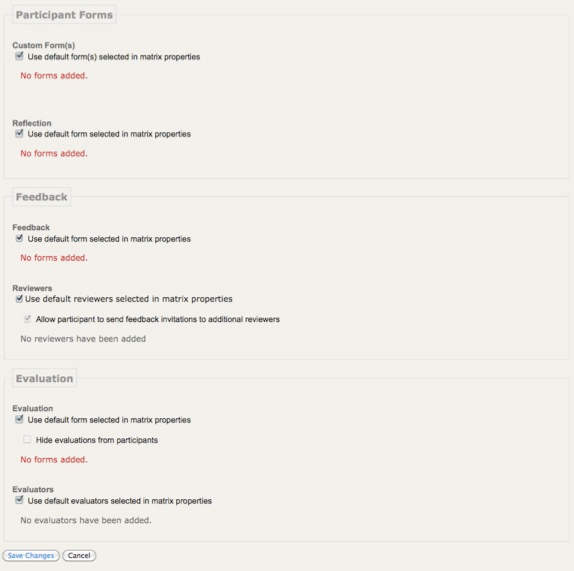 Participant Forms
Custom Form(s)
Use default form(s) selected in matrix properties
No forms added.
Reflection
Use default form selected in matrix properties
No forms added.
Feedback
Feedback
Use default form selected in matrix properties
No forms added.
Reviewers
Use default reviewers selected in matrix properties
Allow participant to send feedback invitations to additional reviewers
No reviewers have been added
Evaluation
Evaluation
Use default form selected in matrix properties
Hide evaluations from participants
No forms added.
Evaluators
Use default evaluators selected in matrix properties
No evaluators have been added.
Save Changes Cancel